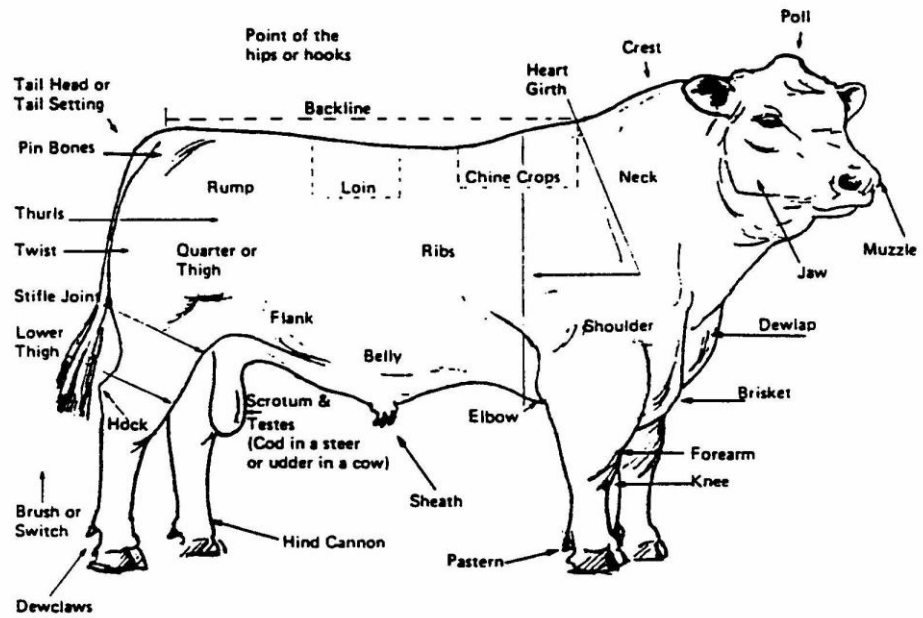 Poll
Point of the
hips or hooks
Crest
Heart
Girth
Tail Head or
Tail Setting
Backline
Pin Bones
Rump
Loin
Chine Crops
Neck
Thurls
Twist
Quarter or
Thigh
Ribs
Muzzle
Jaw
Stifle Joint
Lower
Thigh
Flank
Shoulder
Dewlap
Belly
Brisket
Hock
Scrotum &
Testes
(Cod in a steer
or udder in a cow)
Elbow
Forearm
Knee
Sheath
Brush or
Switch
Hind Cannon
Pastern
Dewclaws